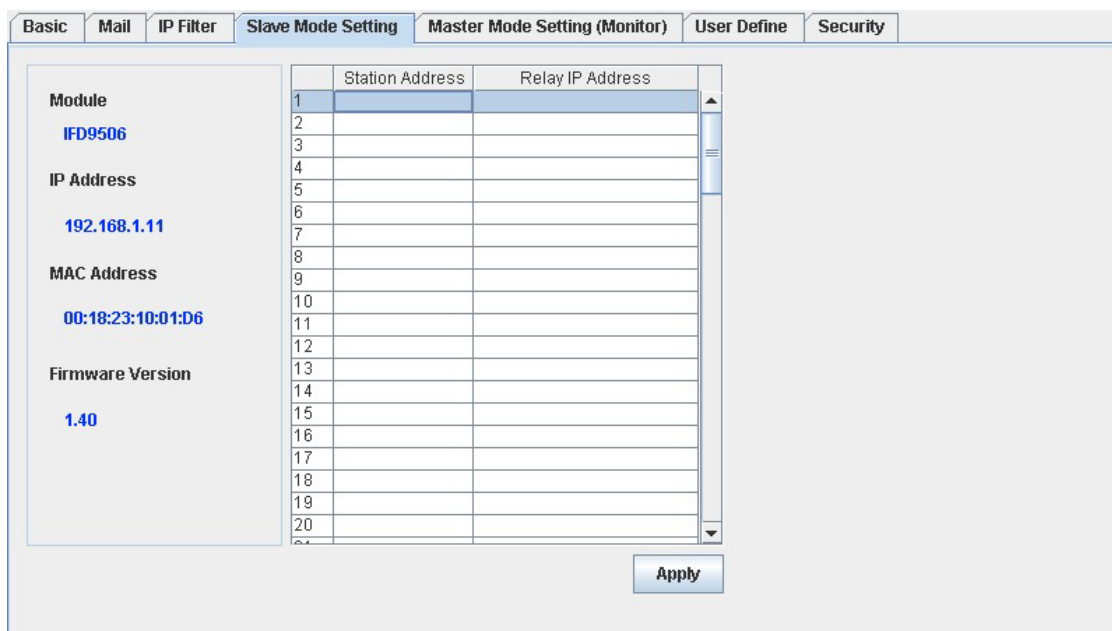 Basic Mail IP Filter Slave Mode Setting Master Mode Setting (Monitor) User Define Security
Module
IFD9506
IP Address
192.168.1.11
MAC Address
00:18:23:10:01:D6
Firmware Version
1.40
Station Address Relay IP Address
1
2
3
4
5
6
7
8
9
10
11
12
13
14
15
16
17
18
19
20
Apply